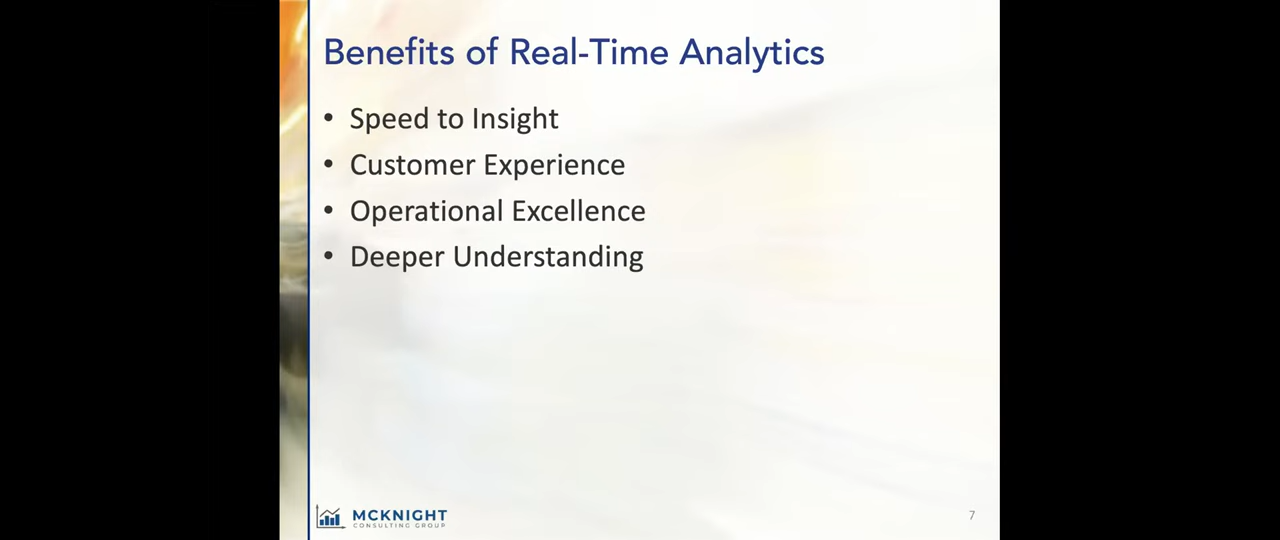 Benefits of Real-Time Analytics
• Speed to Insight
• Customer Experience
• Operational Excellence
• Deeper Understanding
MCKNIGHT
CONSULTING GROUP
7